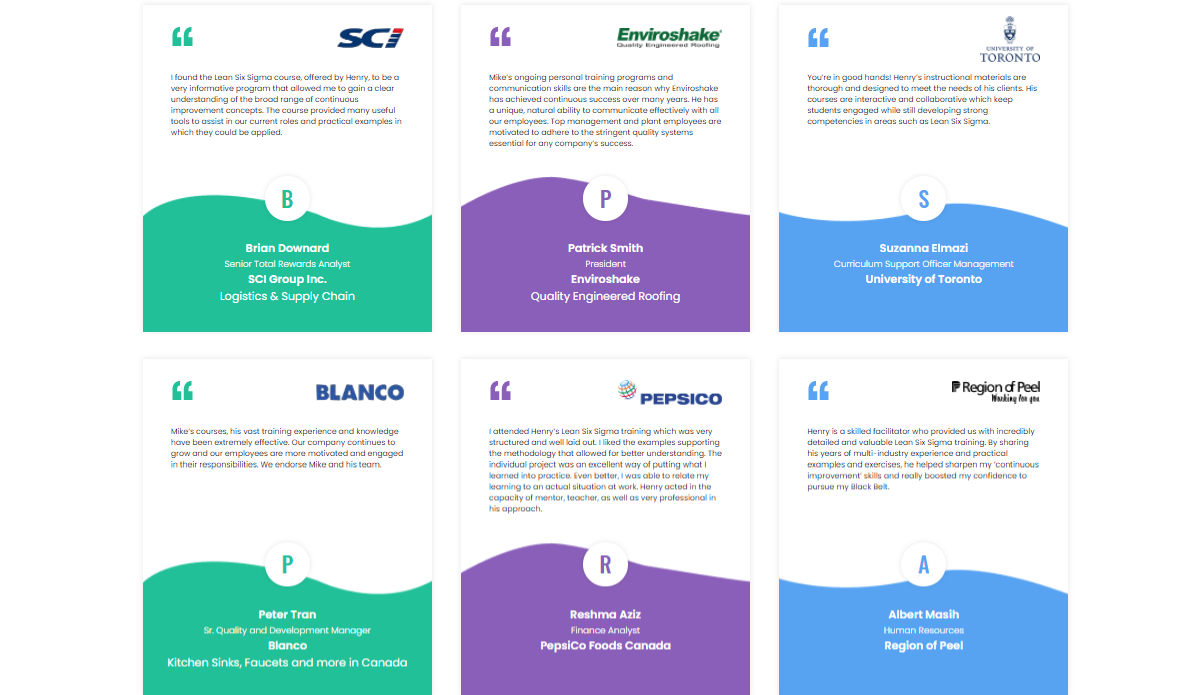 SCI
I found the Lean Six Sigma course, offered by Henry, to be a
very informative program that allowed me to gain a clear
understanding of the broad range of continuous
improvement concepts. The course provided many useful
tools to assist in our current roles and practical examples in
which they could be applied.
B
Brian Downard
Senior Total Rewards Analyst
SCI Group Inc.
Logistics & Supply Chain
Enviroshake
Quality Engineered Roofing
Mike's ongoing personal training programs and
communication skills are the main reason why Enviroshake
has achieved continuous success over many years. He has
a unique, natural ability to communicate effectively with all
our employees. Top management and plant employees are
motivated to adhere to the stringent quality systems
essential for any company's success.
P
Patrick Smith
President
Enviroshake
Quality Engineered Roofing
UNIVERSITY OF
TORONTO
You're in good hands! Henry's instructional materials are
thorough and designed to meet the needs of his clients. His
courses are interactive and collaborative which keep
students engaged while still developing strong
competencies in areas such as Lean Six Sigma.
S
Suzanna Elmazi
Curriculum Support Officer Management
University of Toronto
BLANCO
Mike's courses, his vast training experience and knowledge
have been extremely effective. Our company continues to
grow and our employees are more motivated and engaged
in their responsibilities. We endorse Mike and his team.
P
Peter Tran
Sr. Quality and Development Manager
Blanco
Kitchen Sinks, Faucets and more in Canada
PEPSICO
I attended Henry's Lean Six Sigma training which was very
structured and well laid out. I liked the examples supporting
the methodology that allowed for better understanding. The
individual project was an excellent way of putting what I
learned into practice. Even better, I was able to relate my
learning to an actual situation at work. Henry acted in the
capacity of mentor, teacher, as well as very professional in
his approach.
R
Reshma Aziz
Finance Analyst
PepsiCo Foods Canada
Region of Peel
Working for you
Henry is a skilled facilitator who provided us with incredibly
detailed and valuable Lean Six Sigma training. By sharing
his years of multi-industry experience and practical
examples and exercises, he helped sharpen my 'continuous
improvement' skills and really boosted my confidence to
pursue my Black Belt.
A
Albert Masih
Human Resources
Region of Peel